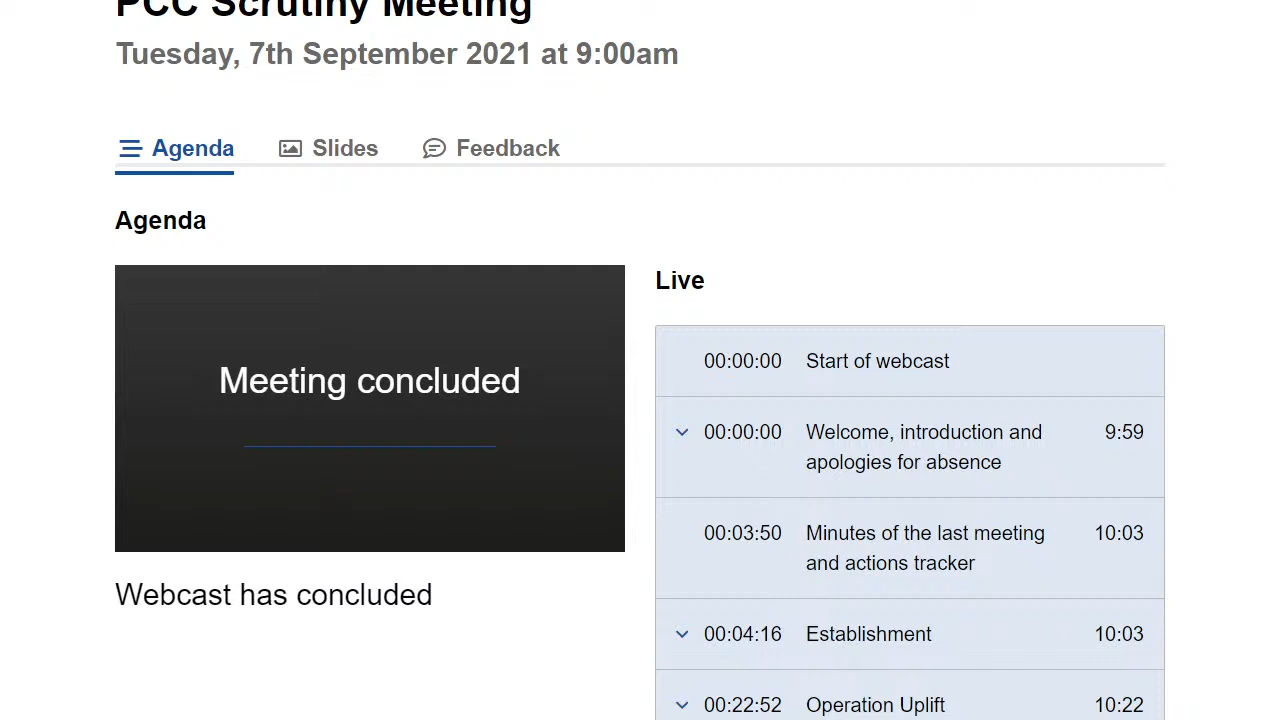 PCC Scrutiny Meeting
Tuesday, 7th September 2021 at 9:00am
Agenda Slides Feedback
Agenda
Meeting concluded
Webcast has concluded
Live
00:00:00 Start of webcast
00:00:00 Welcome, introduction and 9:59
apologies for absence
00:03:50 Minutes of the last meeting 10:03
and actions tracker
00:04:16 Establishment 10:03
00:22:52 Operation Uplift 10:22